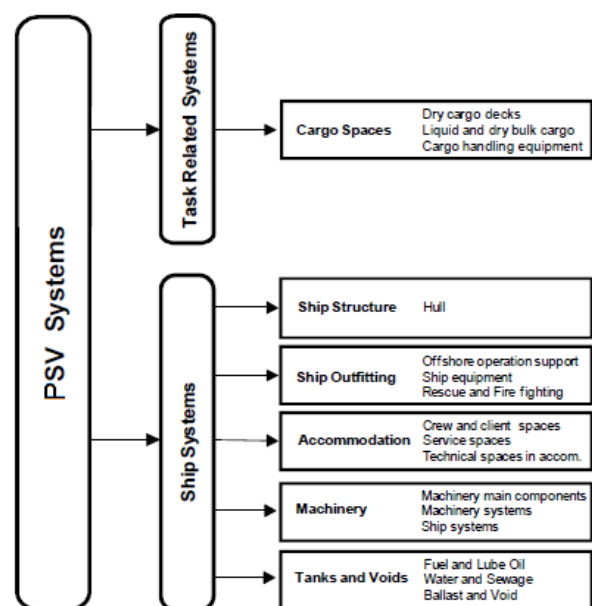 PSV Systems
Task Related Systems
Cargo Spaces
Dry cargo decks
Liquid and dry bulk cargo
Cargo handling equipment
Ship Systems
Ship Structure
Hull
Ship Outfitting
Offshore operation support
Ship equipment
Rescue and Fire fighting
Accommodation
Crew and client spaces
Service spaces
Technical spaces in accom.
Machinery
Machinery main components
Machinery systems
Ship systems
Tanks and Voids
Fuel and Lube Oil
Water and Sewage
Ballast and Void